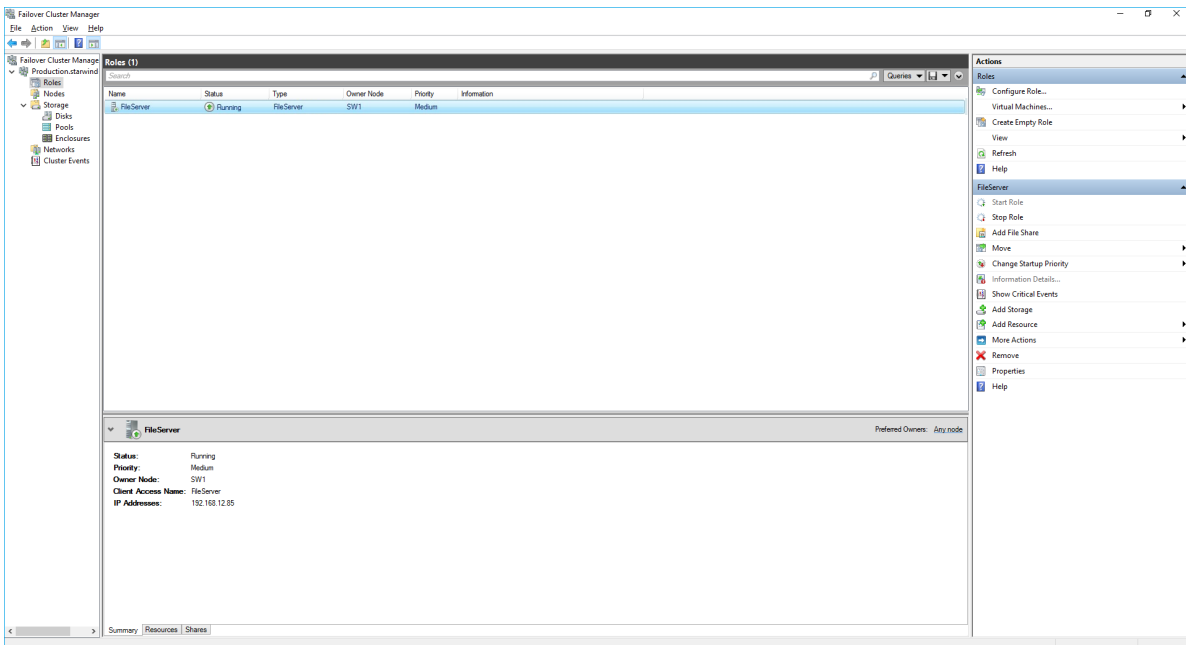 Failover Cluster Manager
File Action View Help
Failover Cluster Manage
Production.starwind
Roles
Nodes
Storage
Disks
Pools
Enclosures
Networks
Cluster Events
Roles (1)
Search
Queries
Name Status Type Owner Node Priority Information
FileServer Running FileServer SW1 Medium
FileServer
Preferred Owners: Any node
Status: Running
Priority: Medium
Owner Node: SW1
Client Access Name: FileServer
IP Addresses: 192.168.12.85
Summary Resources Shares
Actions
Roles
Configure Role...
Virtual Machines...
Create Empty Role
View
Refresh
Help
FileServer
Start Role
Stop Role
Add File Share
Move
Change Startup Priority
Information Details...
Show Critical Events
Add Storage
Add Resource
More Actions
Remove
Properties
Help